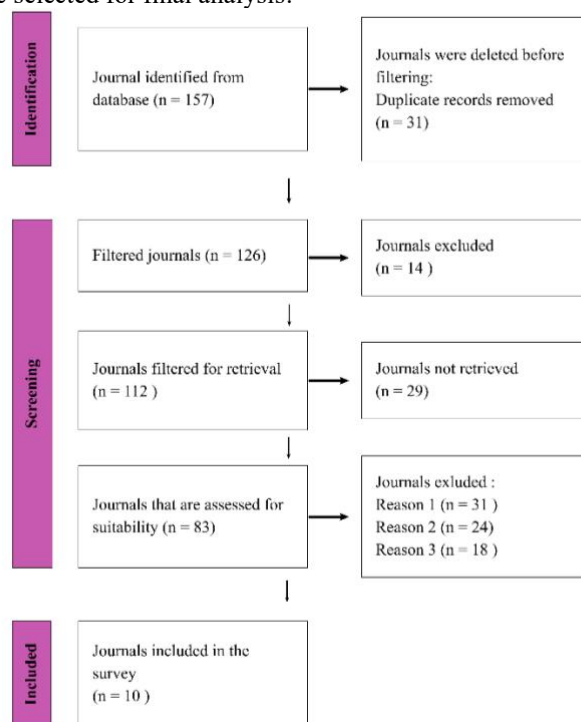 e selected for final analysis.
Identification
Journal identified from
database (n = 157)
Journals were deleted before
filtering:
Duplicate records removed
(n = 31)
Screening
Filtered journals (n = 126)
Journals excluded
(n = 14 )
Journals filtered for retrieval
(n = 112 )
Journals not retrieved
(n = 29)
Journals that are assessed for
suitability (n = 83)
Journals exluded :
Reason 1 (n = 31 )
Reason 2 (n = 24)
Reason 3 (n = 18 )
Included
Journals included in the
survey
(n = 10 )